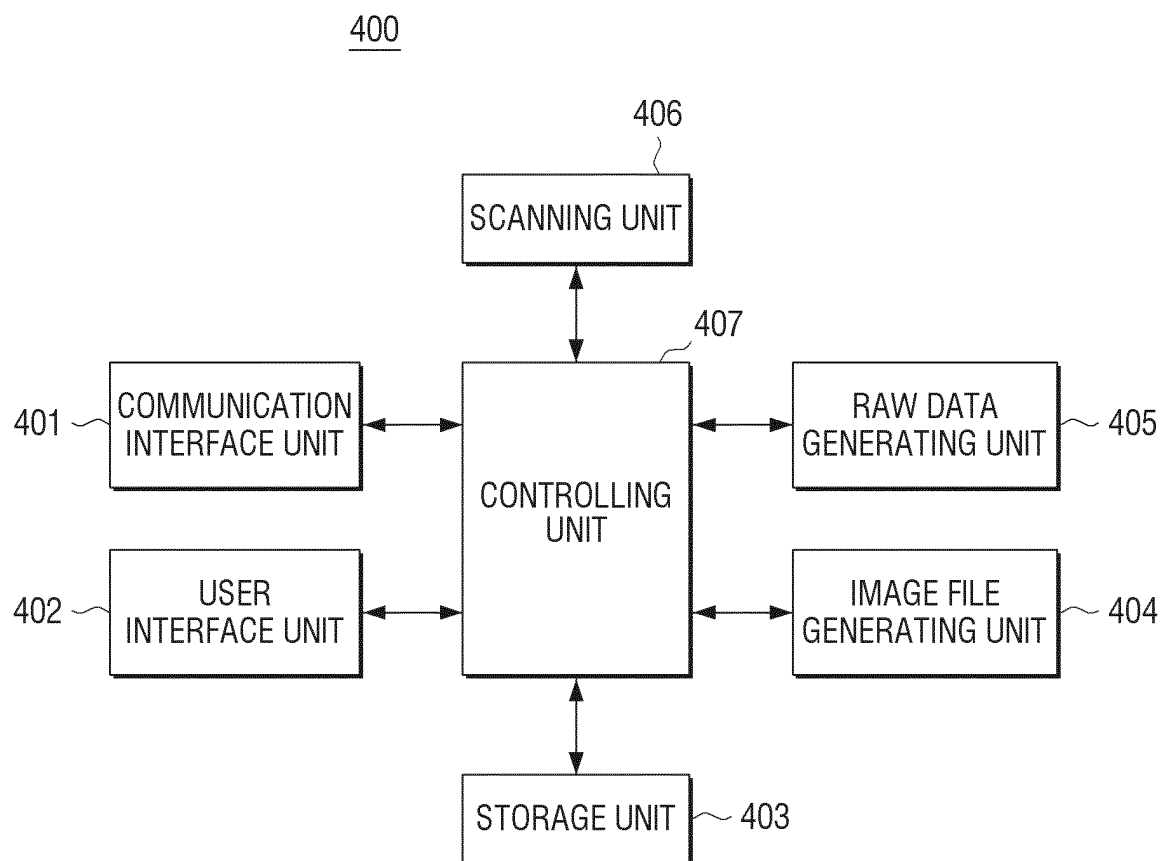 400
406
SCANNING UNIT
407
401
COMMUNICATION
INTERFACE UNIT
CONTROLLING
UNIT
RAW DATA
GENERATING UNIT
405
402
USER
INTERFACE UNIT
IMAGE FILE
GENERATING UNIT
404
STORAGE UNIT
403